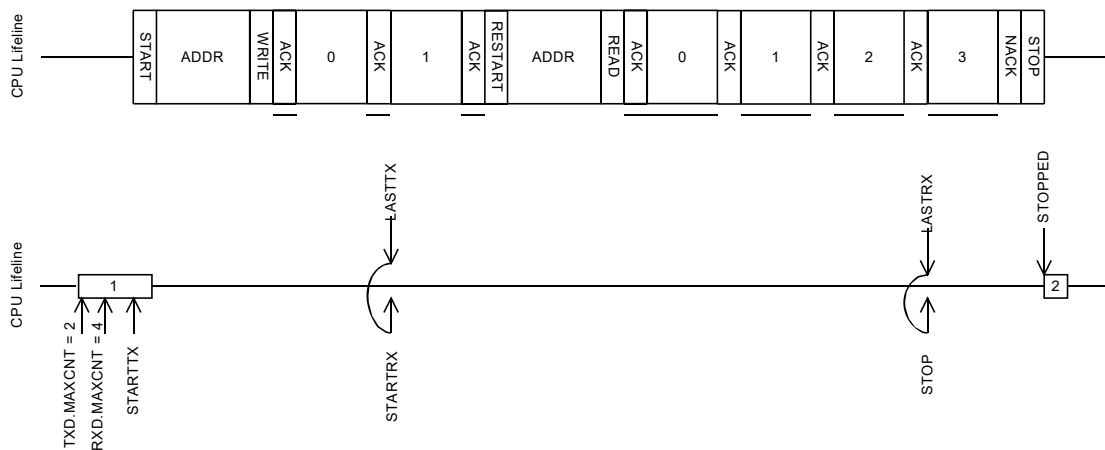 CPU Lifeline
START
ADDR
WRITE
ACK
0
ACK
1
ACK
RESTART
ADDR
READ
ACK
0
ACK
1
ACK
2
ACK
3
NACK
STOP
LASTTX
LASTRX
STOPPED
CPU Lifeline
1
2
TXD.MAXCNT = 2
RXD.MAXCNT = 4
STARTTX
STARTRX
STOP